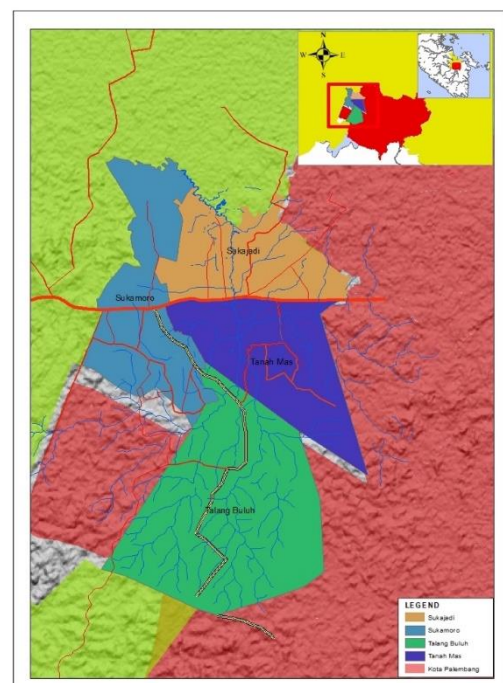 N
W E
S
Sukajadi
Sukamoro
Tanah Mas
Talang Buluh
LEGEND
Sukajadi
Sukamoro
Talang Buluh
Tanah Mas
Kota Palembang